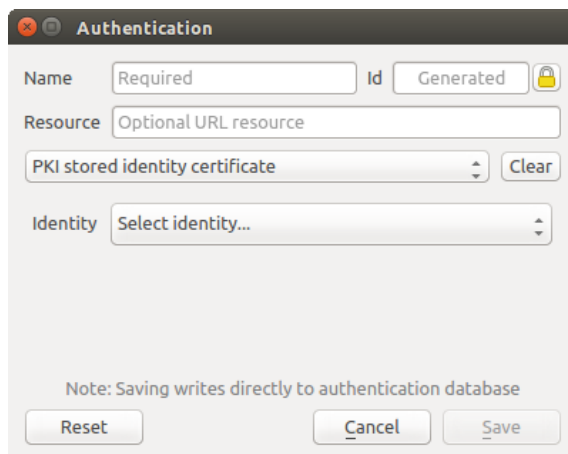 Authentication
Name Required Id Generated
Resource Optional URL resource
PKI stored identity certificate Clear
Identity Select identity...
Note: Saving writes directly to authentication database
Reset Cancel Save